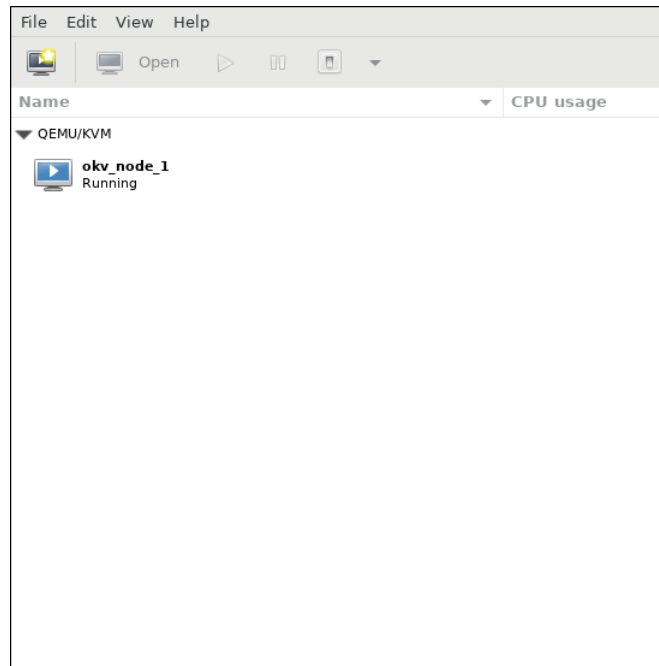 File Edit View Help
Open
Name CPU usage
QEMU/KVM
okv_node_1
Running